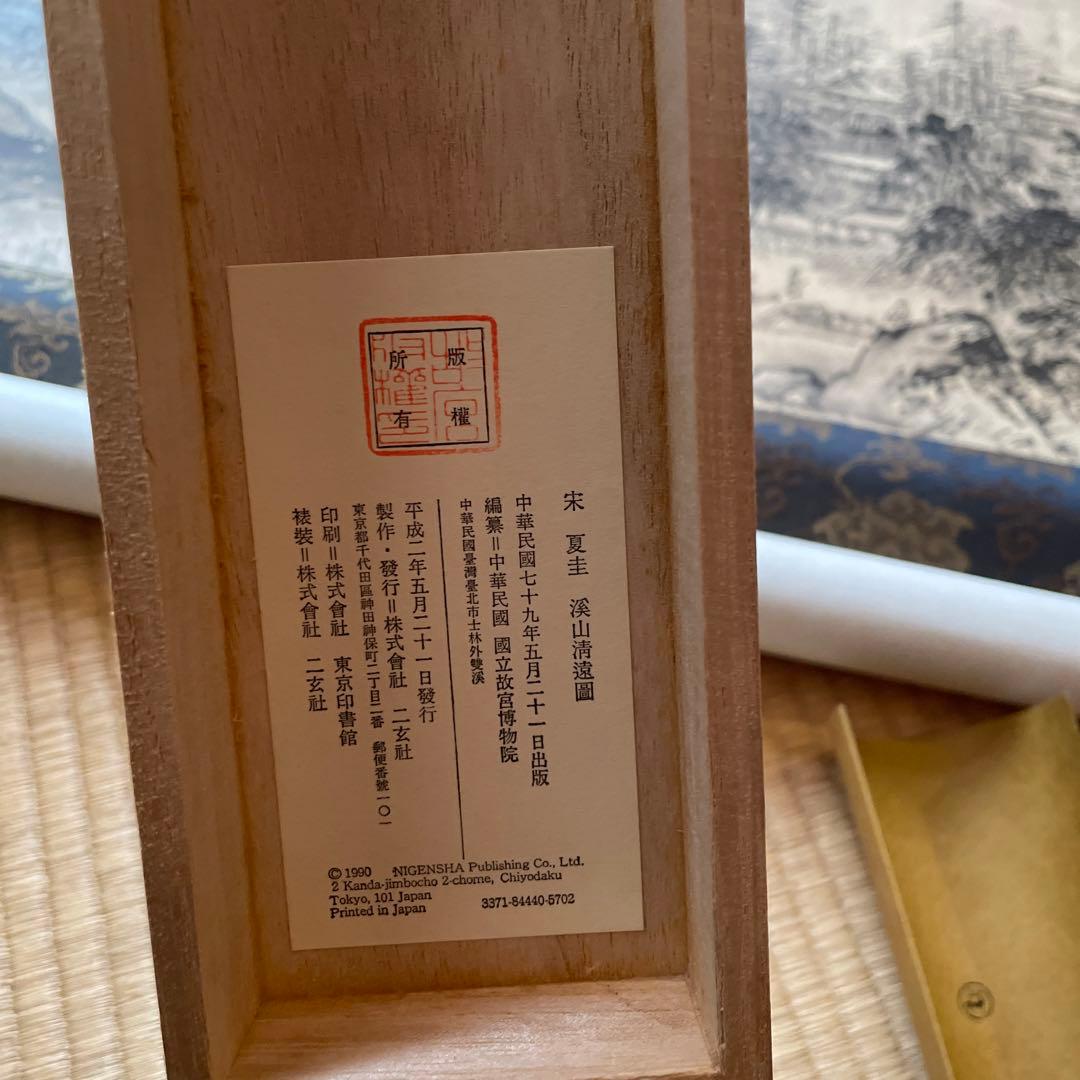 版權
所有
宋 夏圭 溪山清遠圖
中華民國七十九年五月二十一日出版
編纂＝中華民國 國立故宮博物院
中華民國臺灣臺北市士林外雙溪
平成二年五月二十一日發行
製作・發行＝株式會社 二玄社
東京都千代田區神田神保町二丁目二番 郵便番號一〇一
印刷＝株式會社 東京印書館
裱裝＝株式會社 二玄社
© 1990 NIGENSHA Publishing Co., Ltd.
2 Kanda-jimbocho 2-chome, Chiyodaku
Tokyo, 101 Japan
Printed in Japan 3371-84440-5702